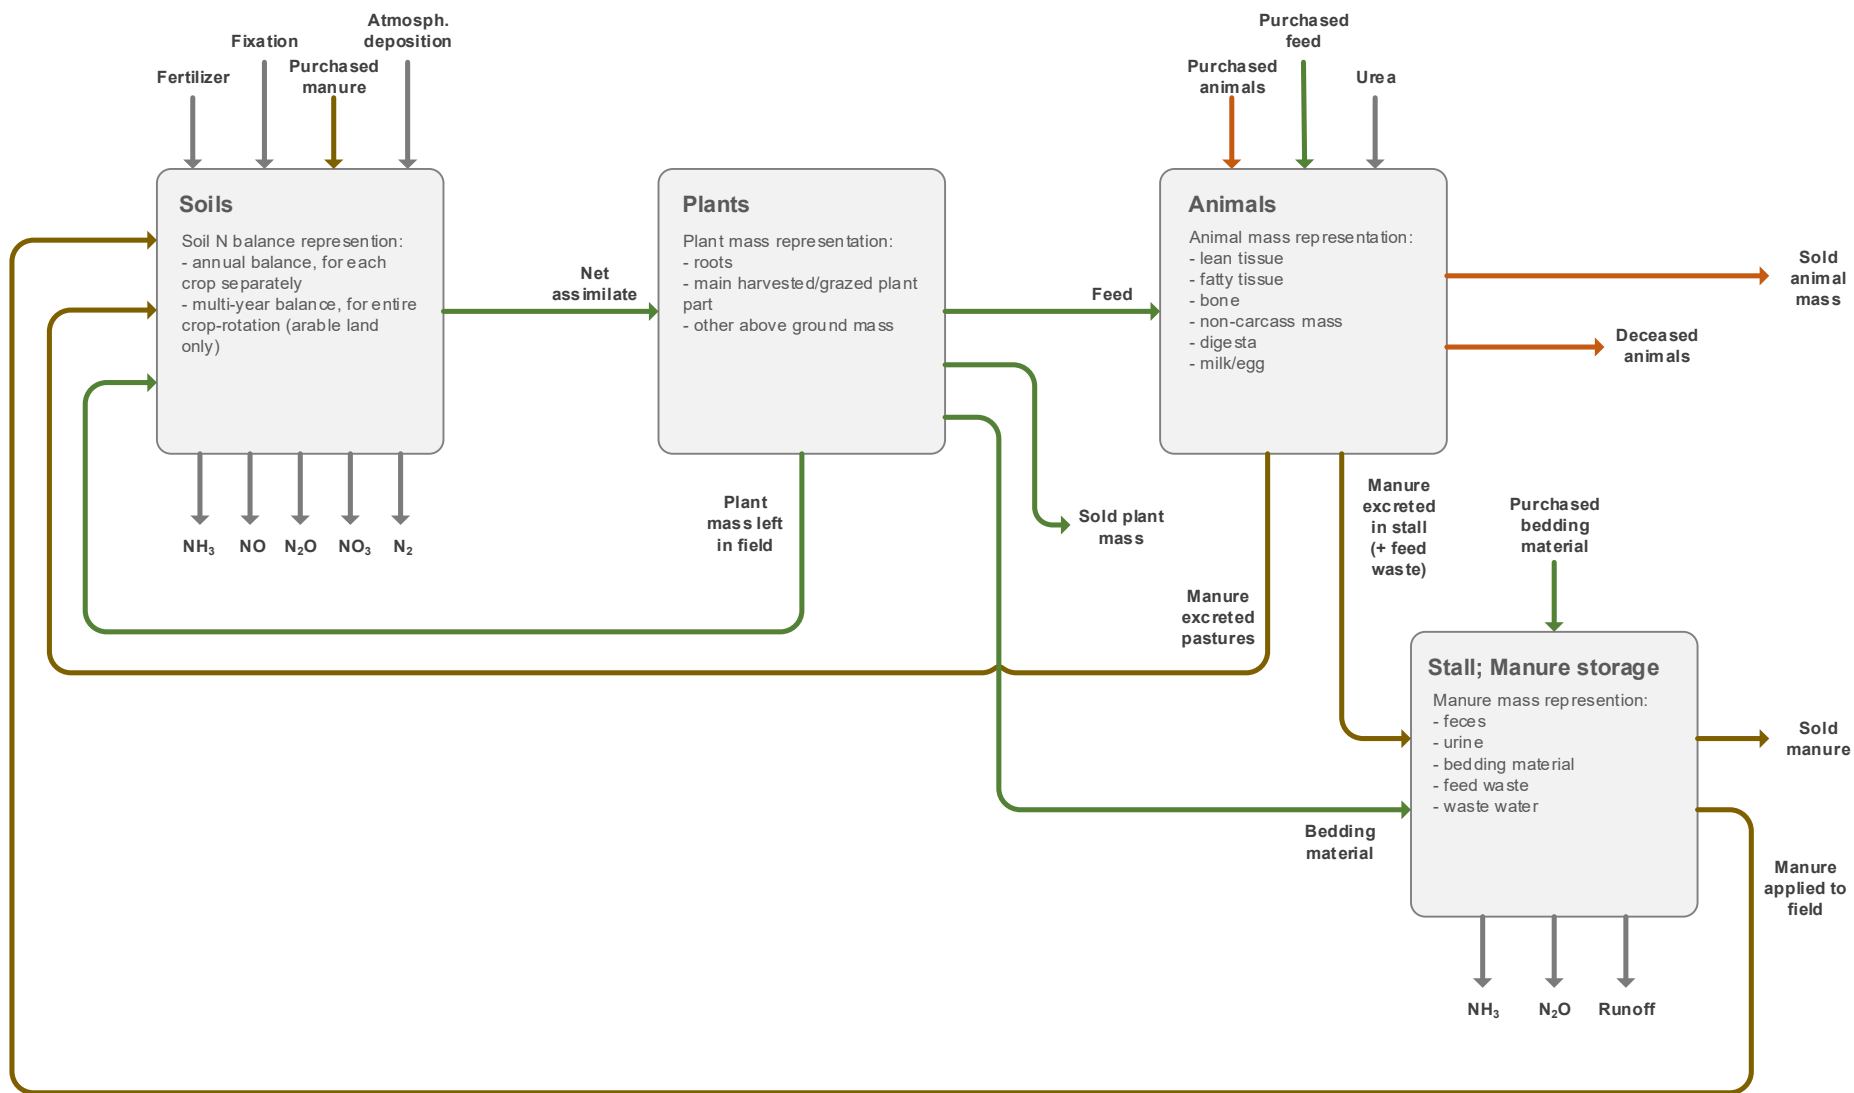 Atmosph.
deposition
Fixation
Purchased
manure
Fertilizer
Purchased
feed
Purchased
animals
Urea
Soils
Soil N balance represention:
- annual balance, for each
crop separately
- multi-year balance, for entire
crop-rotation (arable land
only)
Net
assimilate
Plants
Plant mass representation:
- roots
- main harvested/grazed plant
part
- other above ground mass
Feed
Animals
Animal mass representation:
- lean tissue
- fatty tissue
- bone
- non-carcass mass
- digesta
- milk/egg
Sold
animal
mass
Deceased
animals
NH₃
NO
N₂O
NO₃
N₂
Plant
mass left
in field
Sold plant
mass
Manure
excreted
in stall
(+ feed
waste)
Purchased
bedding
material
Manure
excreted
pastures
Stall; Manure storage
Manure mass represention:
- feces
- urine
- bedding material
- feed waste
- waste water
Sold
manure
Bedding
material
Manure
applied to
field
NH₃
N₂O
Runoff